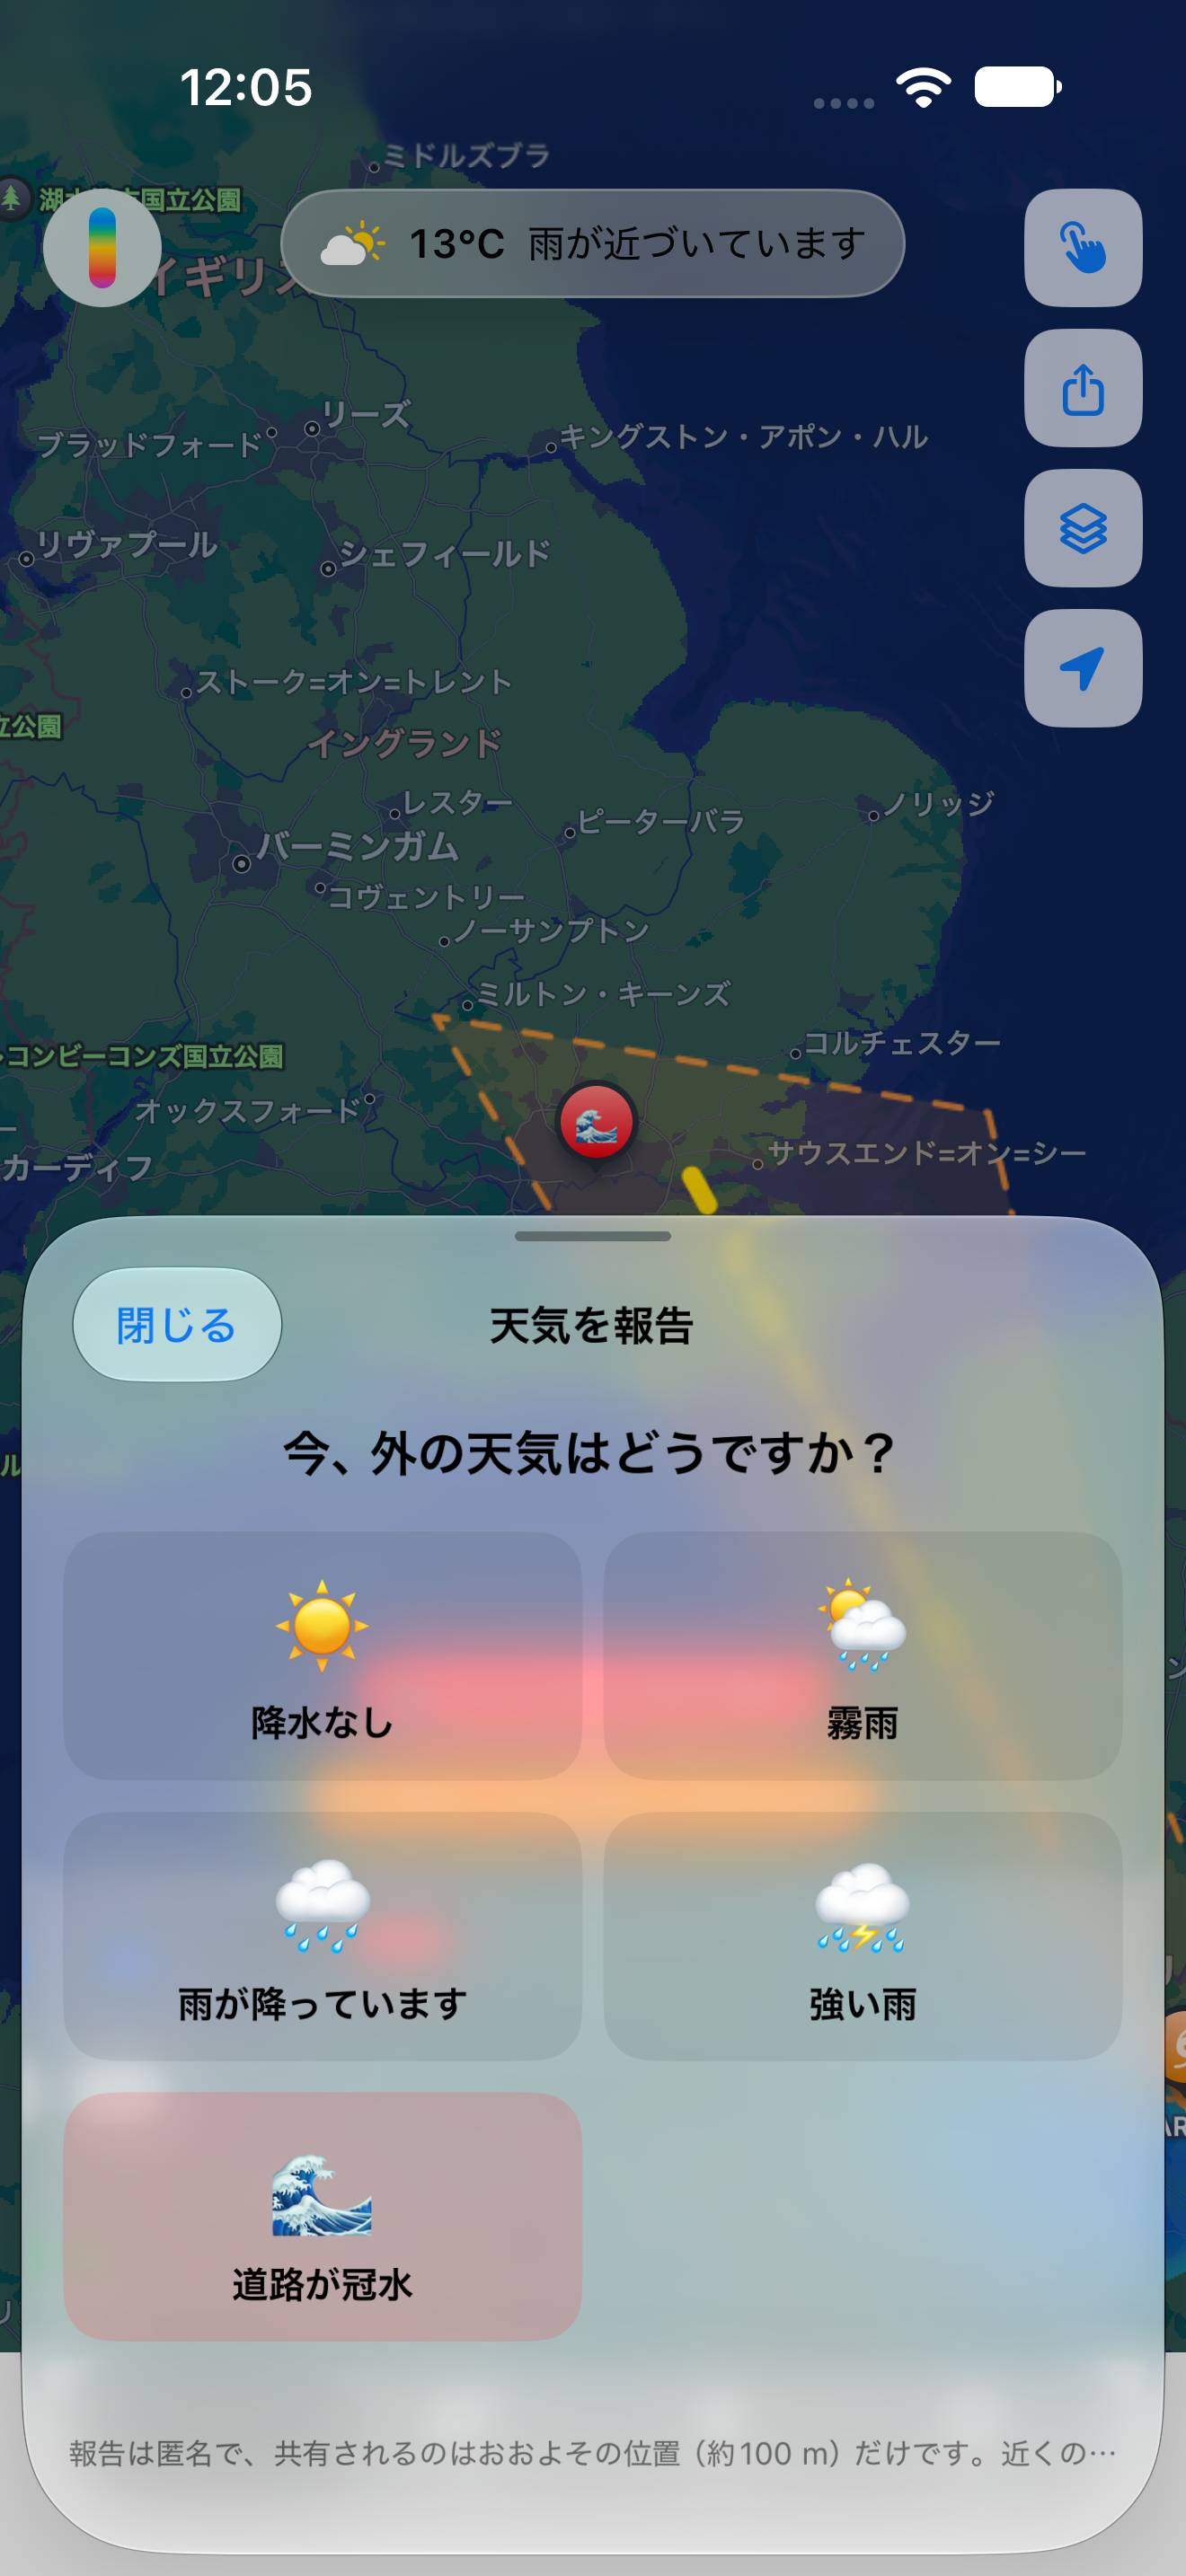 12:05
ミドルズブラ
国立公園
13°C 雨が近づいています
イギリス
リーズ
ブラッドフォード
キングストン・アポン・ハル
リヴァプール
シェフィールド
ストーク=オン=トレント
立公園
イングランド
レスター
ピーターバラ
ノリッジ
バーミンガム
コヴェントリー
ノーサンプトン
ミルトン・キーンズ
コンビーコンズ国立公園
コルチェスター
オックスフォード
サウスエンド=オン=シー
カーディフ
閉じる
天気を報告
今、外の天気はどうですか？
降水なし
霧雨
雨が降っています
強い雨
道路が冠水
報告は匿名で、共有されるのはおおよその位置（約100 m）だけです。近くの…